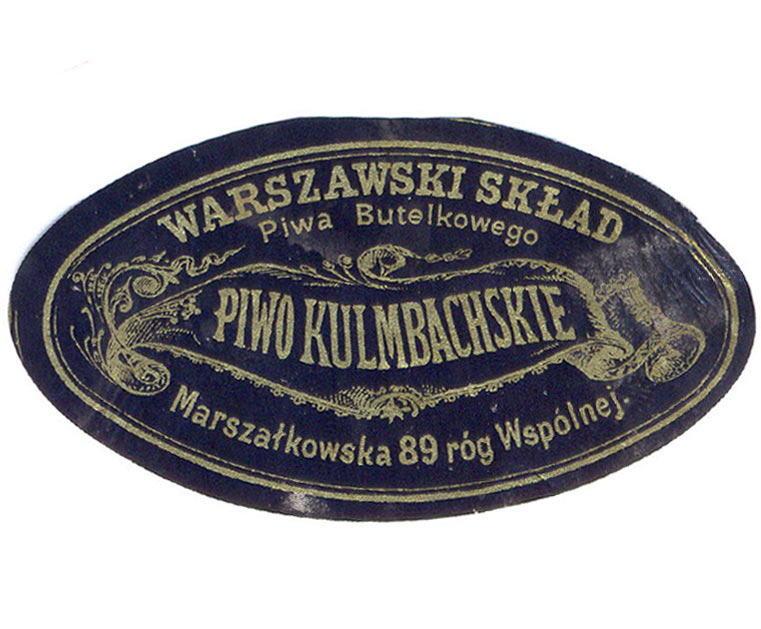 WARSZAWSKI SKŁAD
Piwa Butelkowego
PIWO KULMBACHSKIE
Marszałkowska 89 róg Wspólnej.